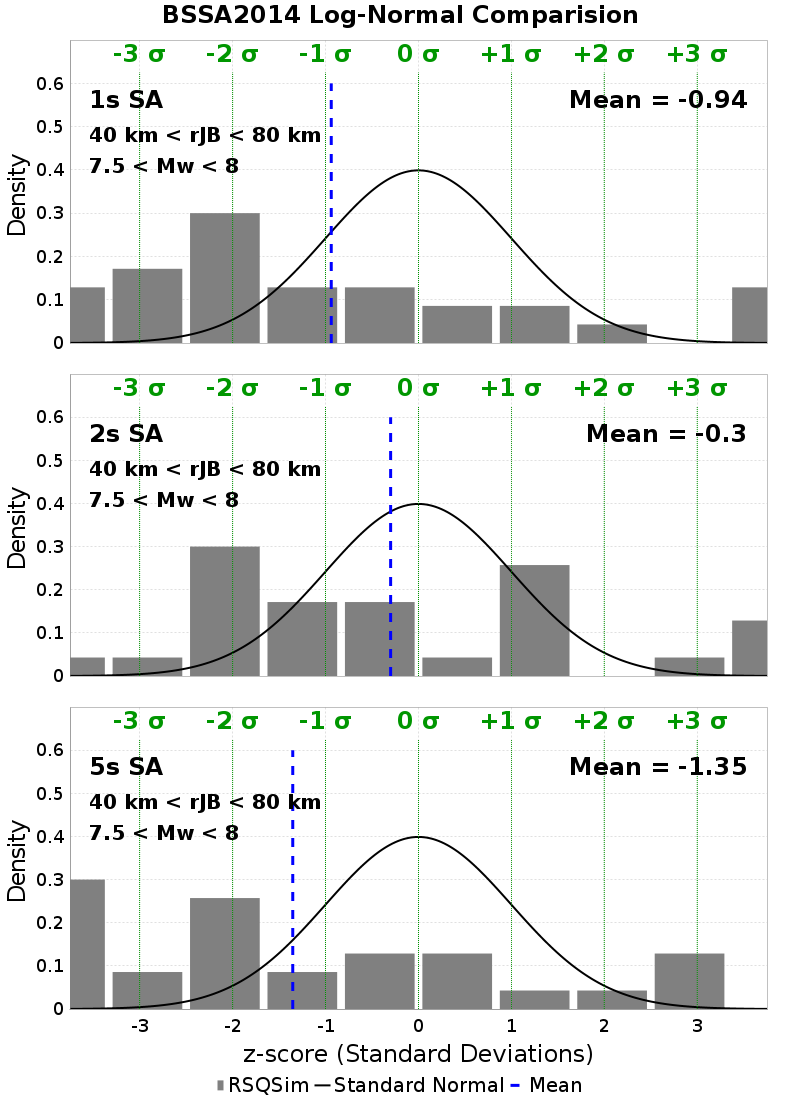 BSSA2014 Log-Normal Comparision
-3 σ -2 σ -1 σ 0 σ +1 σ +2 σ +3 σ
0.6
1s SA Mean = -0.94
0.5
40 km < rJB < 80 km
7.5 < Mw < 8
0.4
0.3
0.2
0.1
0
Density
-3 σ -2 σ -1 σ 0 σ +1 σ +2 σ +3 σ
0.6
2s SA Mean = -0.3
0.5
40 km < rJB < 80 km
7.5 < Mw < 8
0.4
0.3
0.2
0.1
0
Density
-3 σ -2 σ -1 σ 0 σ +1 σ +2 σ +3 σ
0.6
5s SA Mean = -1.35
0.5
40 km < rJB < 80 km
7.5 < Mw < 8
0.4
0.3
0.2
0.1
0
Density
-3 -2 -1 0 1 2 3
z-score (Standard Deviations)
RSQSim Standard Normal Mean